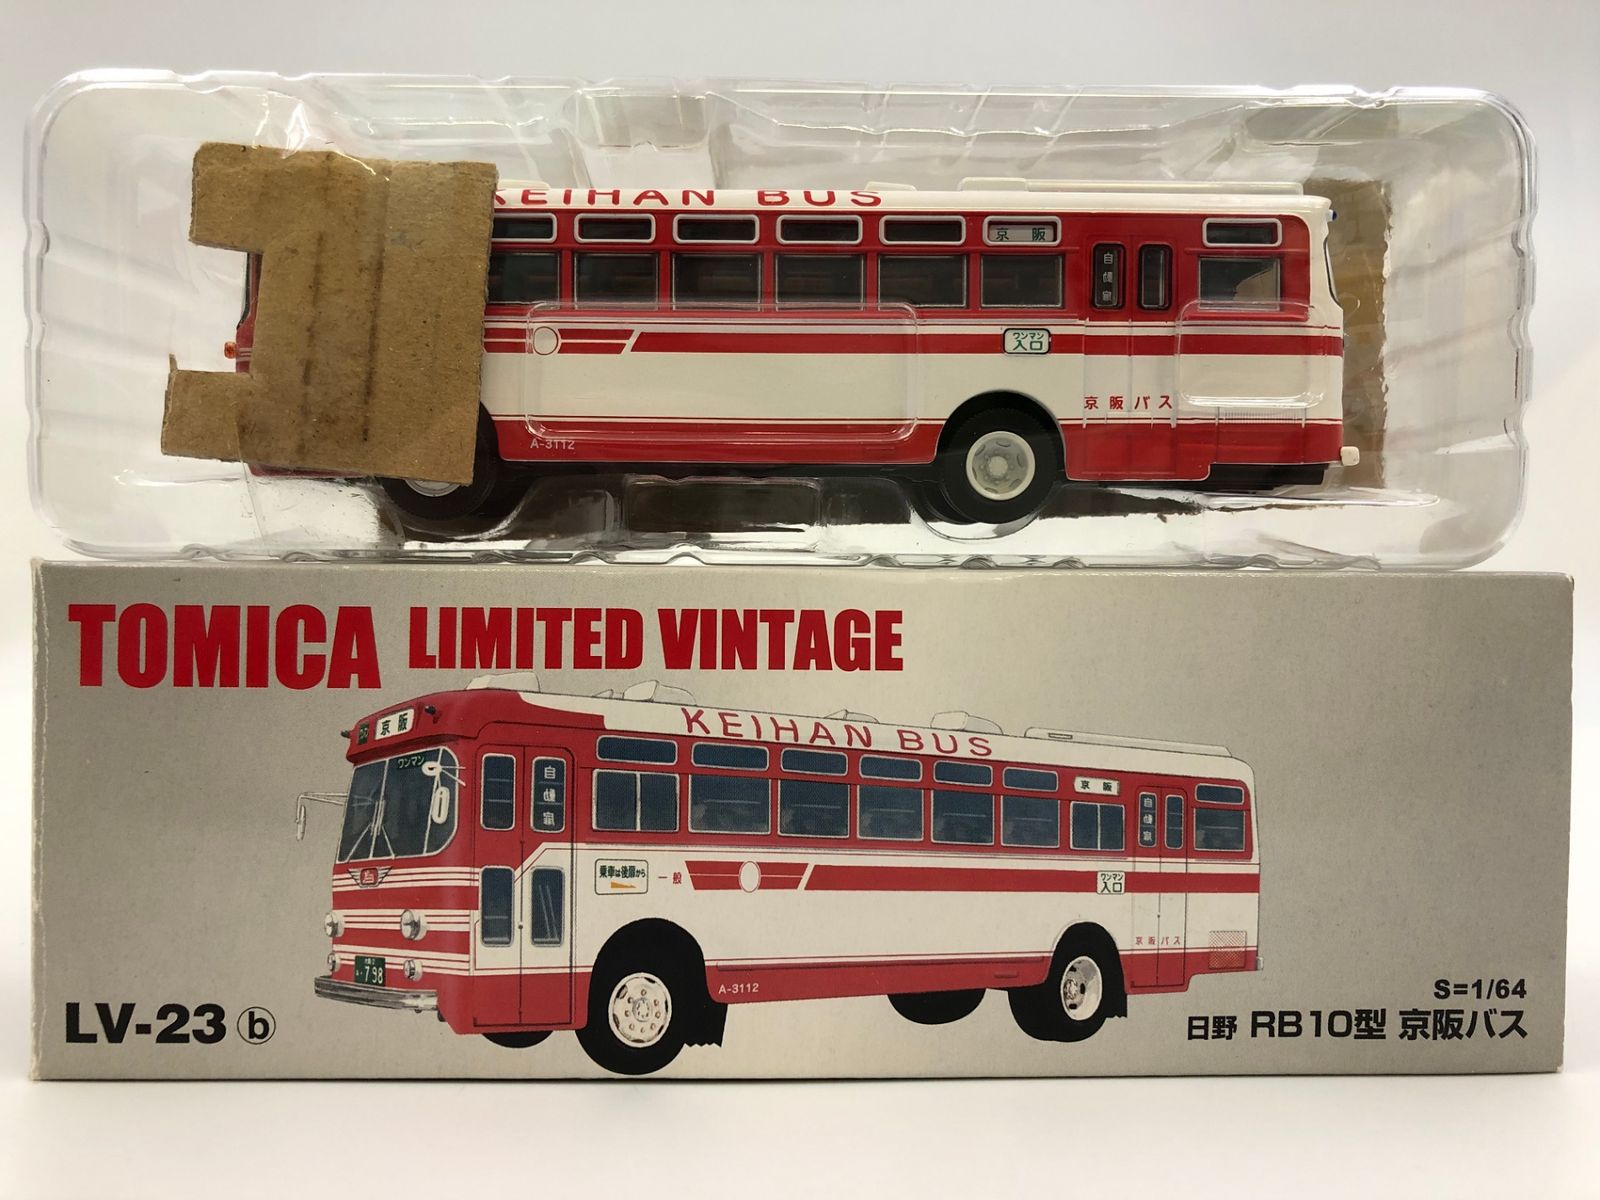 KEIHAN BUS
京阪
自動扉
ワンマン
入口
京阪バス
A-3112
TOMICA LIMITED VINTAGE
KEIHAN BUS
京阪
ワンマン
自動扉
京阪
自動扉
乗車は後扉から
一般
ワンマン
入口
京阪バス
798
A-3112
LV-23 ⓑ
S=1/64
日野 RB10型 京阪バス